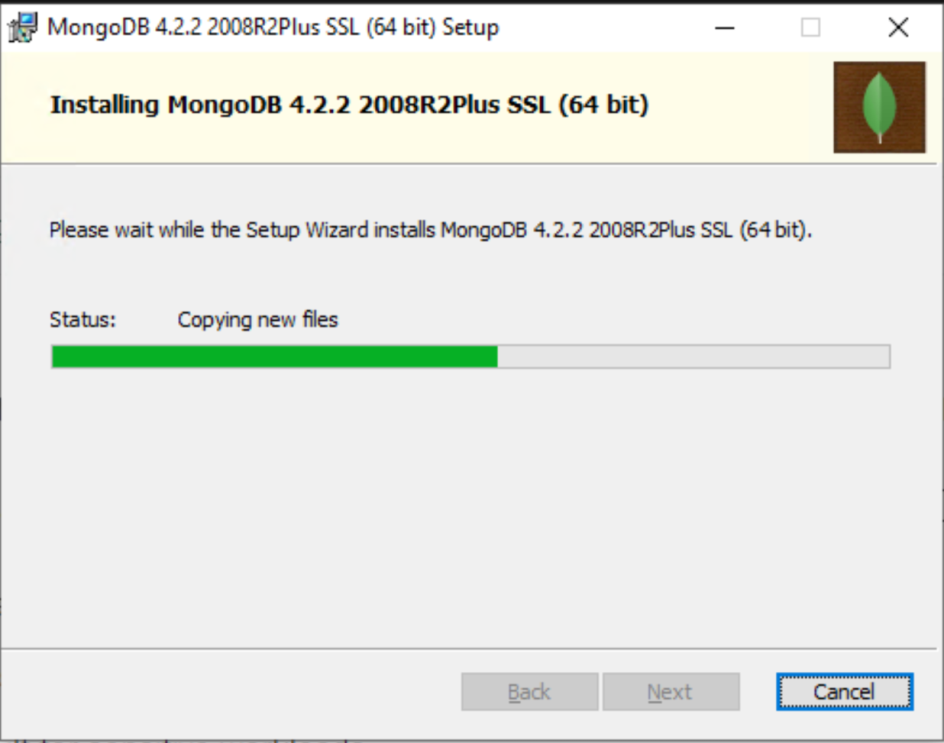 MongoDB 4.2.2 2008R2Plus SSL (64 bit) Setup
Installing MongoDB 4.2.2 2008R2Plus SSL (64 bit)
Please wait while the Setup Wizard installs MongoDB 4.2.2 2008R2Plus SSL (64 bit).
Status: Copying new files
Back Next Cancel